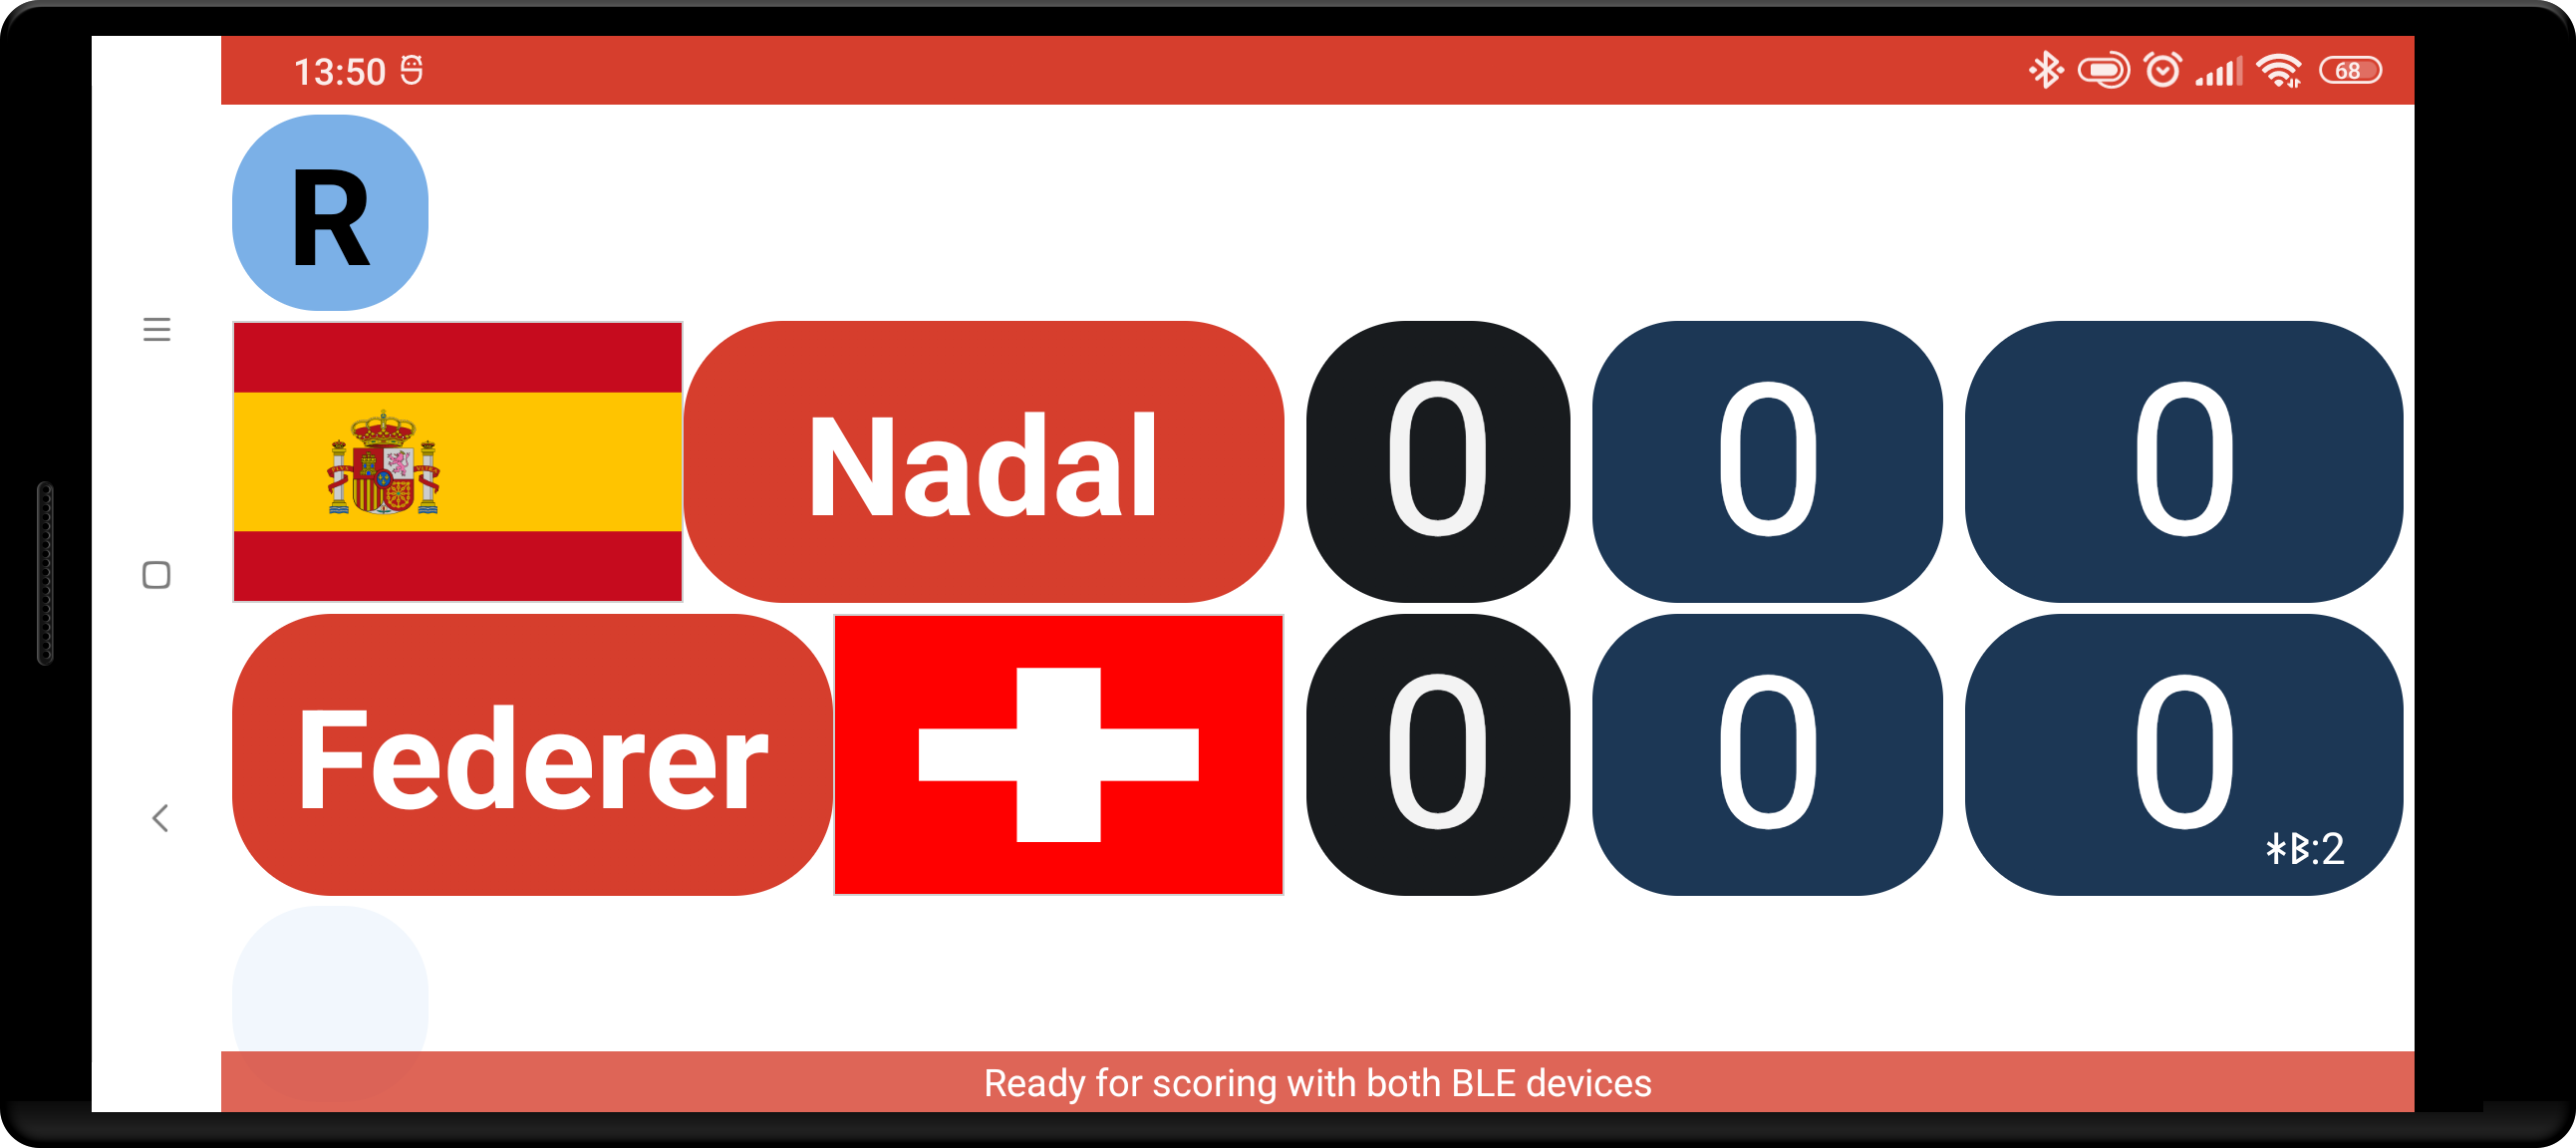 13:50
68
R
Nadal 0 0 0
Federer 0 0 0
:2
Ready for scoring with both BLE devices